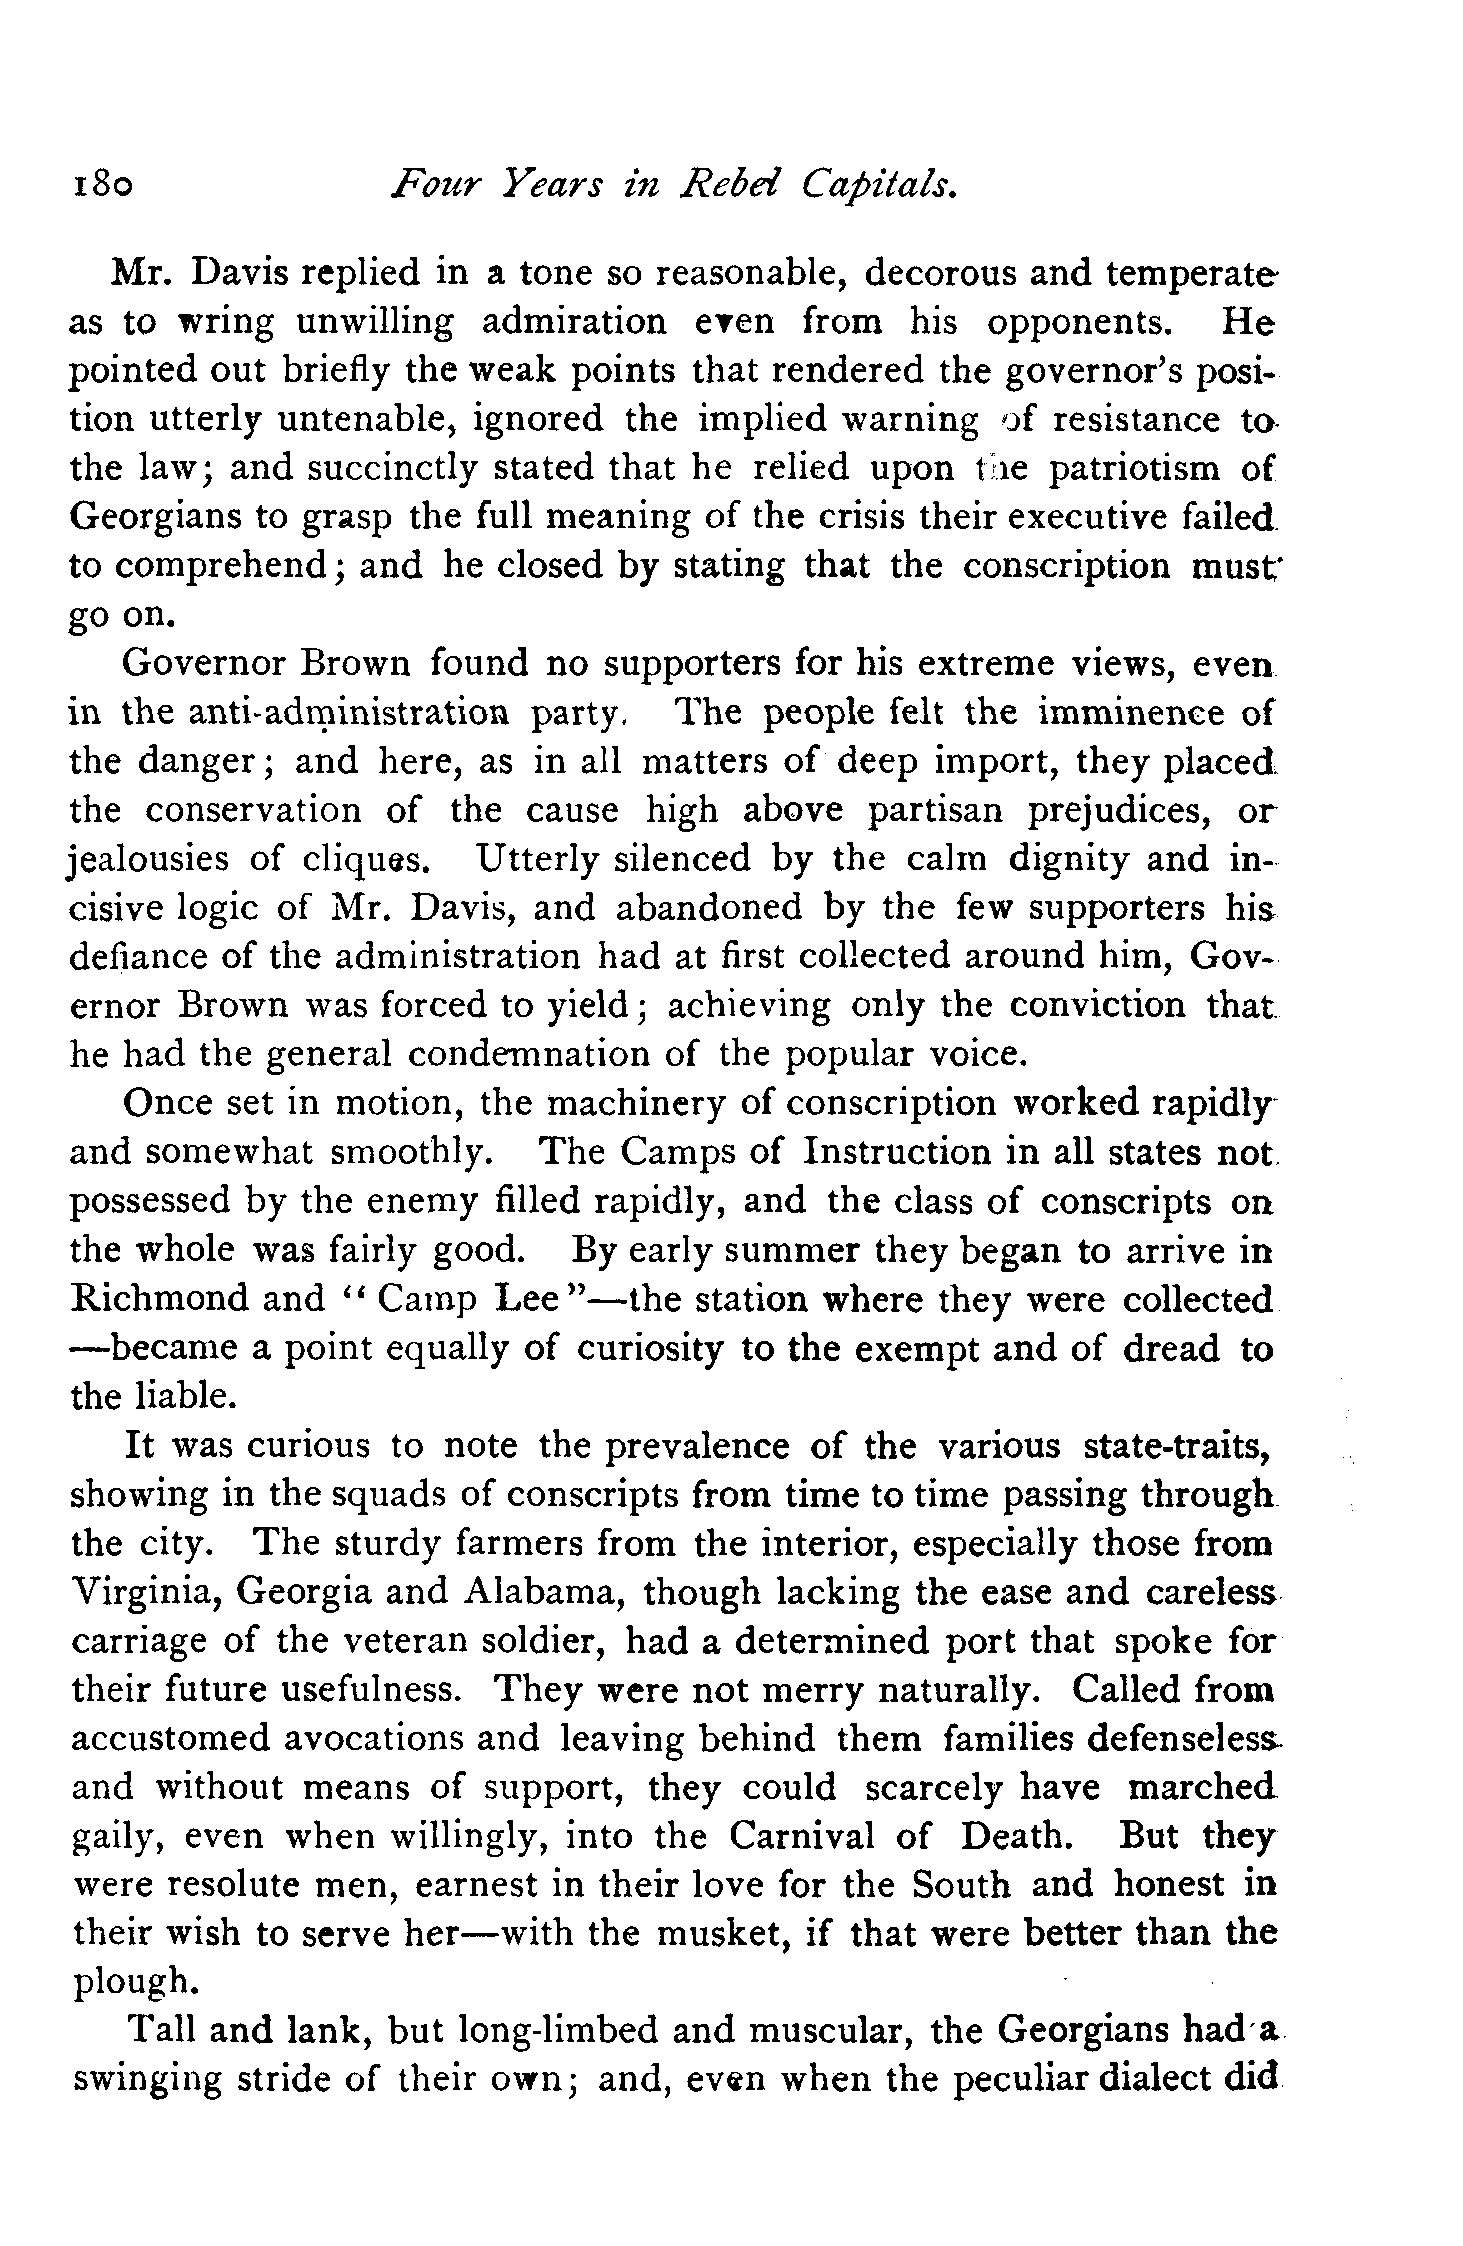 180 Four Years in Rebel Capitals.
Mr. Davis replied in a tone so reasonable, decorous and temperate
as to wring unwilling admiration even from his opponents. He
pointed out briefly the weak points that rendered the governor's posi-
tion utterly untenable, ignored the implied warning of resistance to
the law; and succinctly stated that he relied upon the patriotism of
Georgians to grasp the full meaning of the crisis their executive failed
to comprehend; and he closed by stating that the conscription must
go on.
Governor Brown found no supporters for his extreme views, even
in the anti-administration party. The people felt the imminence of
the danger; and here, as in all matters of deep import, they placed
the conservation of the cause high above partisan prejudices, or
jealousies of cliques. Utterly silenced by the calm dignity and in-
cisive logic of Mr. Davis, and abandoned by the few supporters his
defiance of the administration had at first collected around him, Gov-
ernor Brown was forced to yield; achieving only the conviction that
he had the general condemnation of the popular voice.
Once set in motion, the machinery of conscription worked rapidly
and somewhat smoothly. The Camps of Instruction in all states not
possessed by the enemy filled rapidly, and the class of conscripts on
the whole was fairly good. By early summer they began to arrive in
Richmond and "Camp Lee"—the station where they were collected
—became a point equally of curiosity to the exempt and of dread to
the liable.
It was curious to note the prevalence of the various state-traits,
showing in the squads of conscripts from time to time passing through
the city. The sturdy farmers from the interior, especially those from
Virginia, Georgia and Alabama, though lacking the ease and careless
carriage of the veteran soldier, had a determined port that spoke for
their future usefulness. They were not merry naturally. Called from
accustomed avocations and leaving behind them families defenseless
and without means of support, they could scarcely have marched
gaily, even when willingly, into the Carnival of Death. But they
were resolute men, earnest in their love for the South and honest in
their wish to serve her—with the musket, if that were better than the
plough.
Tall and lank, but long-limbed and muscular, the Georgians had a
swinging stride of their own; and, even when the peculiar dialect did